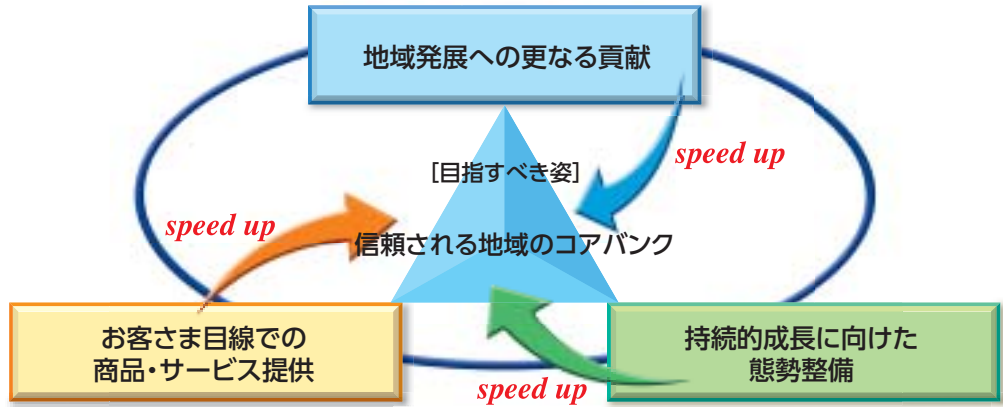 地域発展への更なる貢献
speed up
[目指すべき姿]
speed up
信頼される地域のコアバンク
お客さま目線での
商品・サービス提供
持続的成長に向けた
態勢整備
speed up